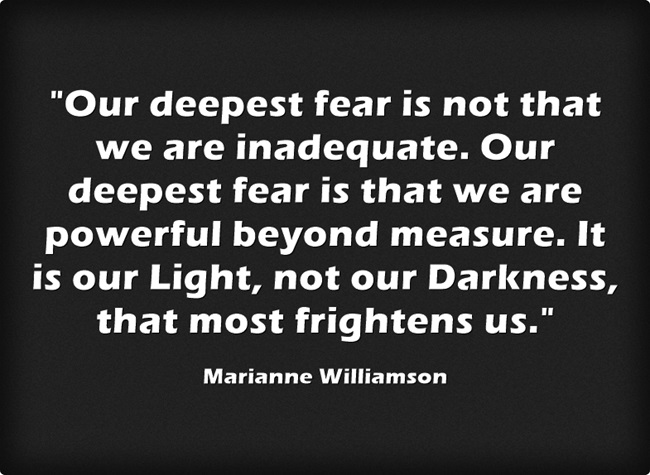 "Our deepest fear is not that
we are inadequate. Our
deepest fear is that we are
powerful beyond measure. It
is our Light, not our Darkness,
that most frightens us."
Marianne Williamson